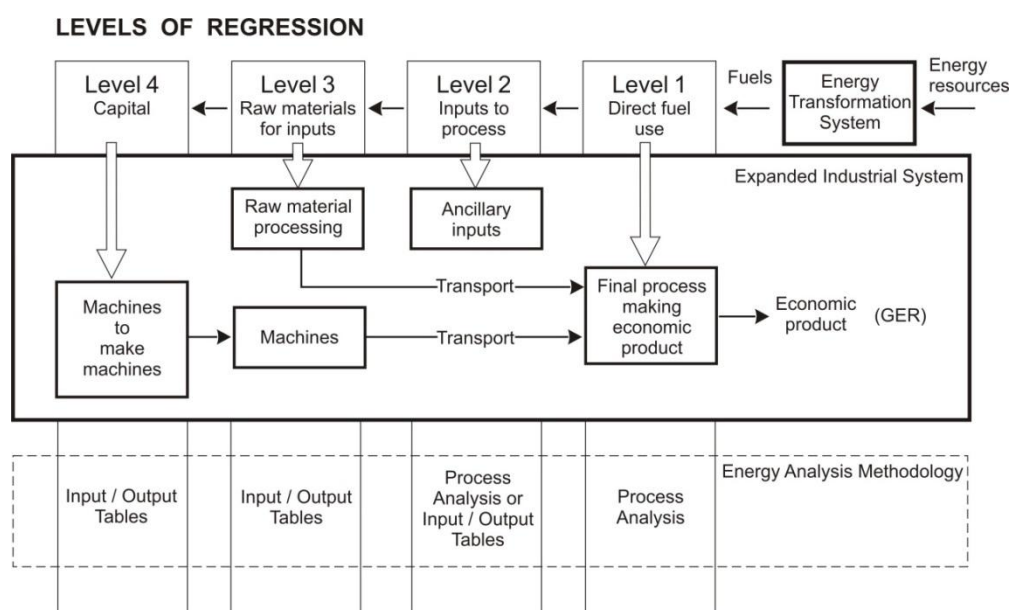 LEVELS OF REGRESSION
Level 4
Capital
Level 3
Raw materials
for inputs
Level 2
Inputs to
process
Level 1
Direct fuel
use
Fuels
Energy
Transformation
System
Energy
resources
Expanded Industrial System
Raw material
processing
Ancillary
inputs
Transport
Machines
to
make
machines
Machines
Transport
Final process
making
economic
product
Economic
product
(GER)
Energy Analysis Methodology
Input / Output
Tables
Input / Output
Tables
Process
Analysis or
Input / Output
Tables
Process
Analysis